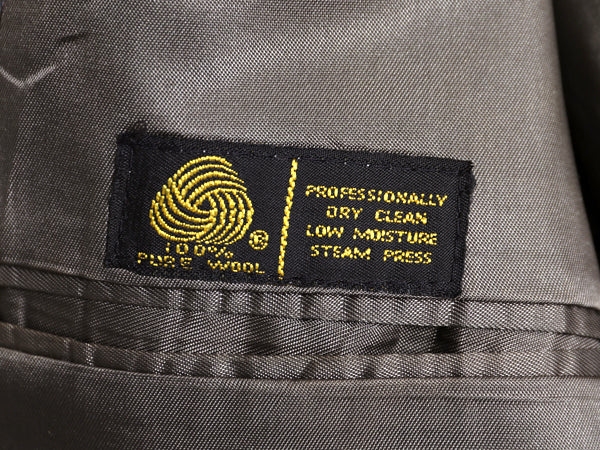 100%
PURE WOOL
®
PROFESSIONALLY
DRY CLEAN
LOW MOISTURE
STEAM PRESS